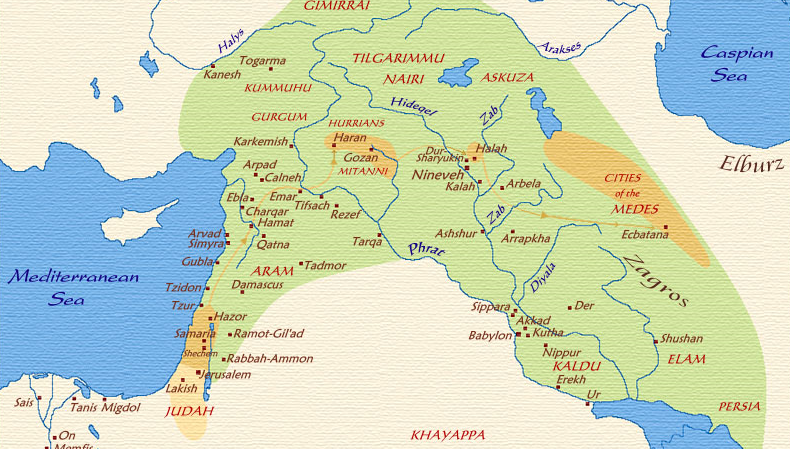 GIMIRRAI
Halys
Arakses
Caspian
Sea
Togarma
Kanesh
TILGARIMMU
NAIRI
ASKUZA
KUMMUHU
Hideqel
Zab
GURGUM
HURRIANS
Elburz
Karkemish
Haran
Gozan
MITANNI
Dur-
Sharyukin
Halah
Nineveh
Kalah
Arbela
Arpad
Calneh
CITIES
of the
MEDES
Ebla
Emar
Tifsach
Rezef
Charqar
Hamat
Zab
Arvad
Simyra
Qatna
Tarqa
Ashshur
Arrapkha
Ecbatana
Phrat
Gubla
ARAM
Tadmor
Mediterranean
Sea
Diyala
Zagros
Tzidon
Damascus
Tzur
Hazor
Sippara
Der
Akkad
Samaria
Ramot-Gil'ad
Babylon
Kutha
Shushan
Shechem
Rabbah-Ammon
Nippur
ELAM
KALDU
Jerusalem
Lakish
Erekh
Ur
Sais
Tanis
Migdol
JUDAH
PERSIA
On
KHAYAPPA
Memfis